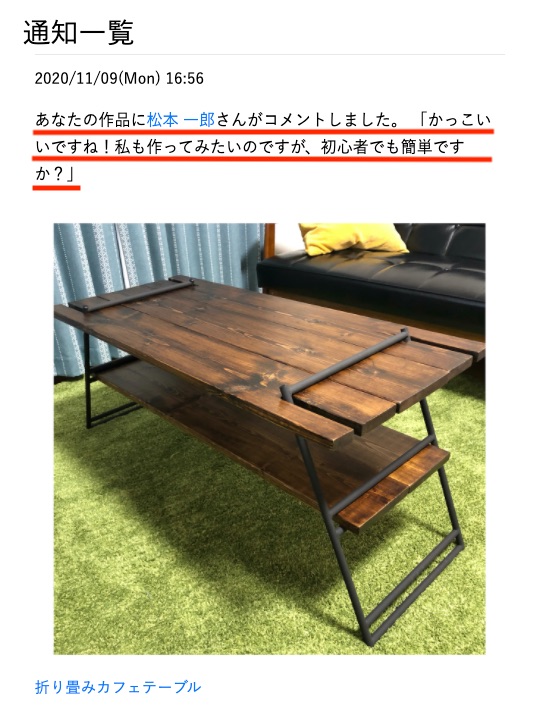 通知一覧
2020/11/09(Mon) 16:56
あなたの作品に松本 一郎さんがコメントしました。 「かっこい
いですね！私も作ってみたいのですが、初心者でも簡単です
か？」
折り畳みカフェテーブル